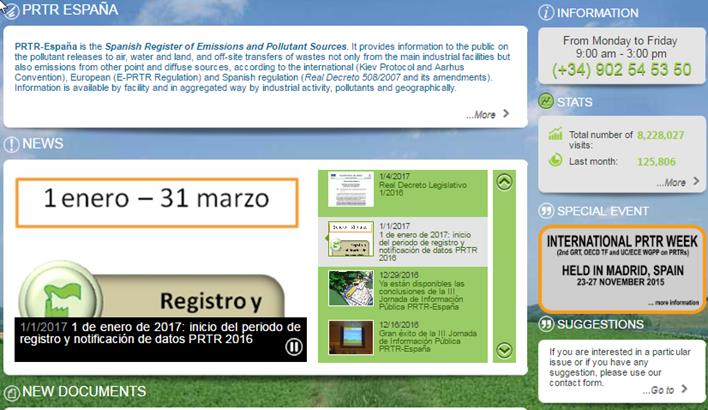 PRTR ESPAÑA
PRTR-España is the Spanish Register of Emissions and Pollutant Sources. It provides information to the public on
the pollutant releases to air, water and land, and off-site transfers of wastes not only from the main industrial facilities but
also emissions from other point and diffuse sources, according to the international (Kiev Protocol and Aarhus
Convention), European (E-PRTR Regulation) and Spanish regulation (Real Decreto 508/2007 and its amendments).
Information is available by facility and in aggregated way by industrial activity, pollutants and geographically.
...More
NEWS
1 enero – 31 marzo
Registro y
1/1/2017 1 de enero de 2017: inicio del periodo de
registro y notificación de datos PRTR 2016
1/4/2017
Real Decreto Legislativo
1/2016
1/1/2017
1 de enero de 2017: inicio
del periodo de registro y
notificación de datos PRTR
2016
12/29/2016
Ya están disponibles las
conclusiones de la III
Jornada de Información
Pública PRTR-España
12/16/2016
Gran éxito de la III Jornada
de Información Pública
PRTR-España
NEW DOCUMENTS
INFORMATION
From Monday to Friday
9:00 am - 3:00 pm
(+34) 902 54 53 50
STATS
Total number of 8,228,027
visits:
Last month: 125,806
...More
SPECIAL EVENT
INTERNATIONAL PRTR WEEK
(2nd GRT, OECD TF and UC/ECE WGPP on PRTRs)
HELD IN MADRID, SPAIN
23-27 NOVEMBER 2015
... more information
SUGGESTIONS
If you are interested in a particular
issue or if you have any
suggestion, please use our
contact form.
...Go to